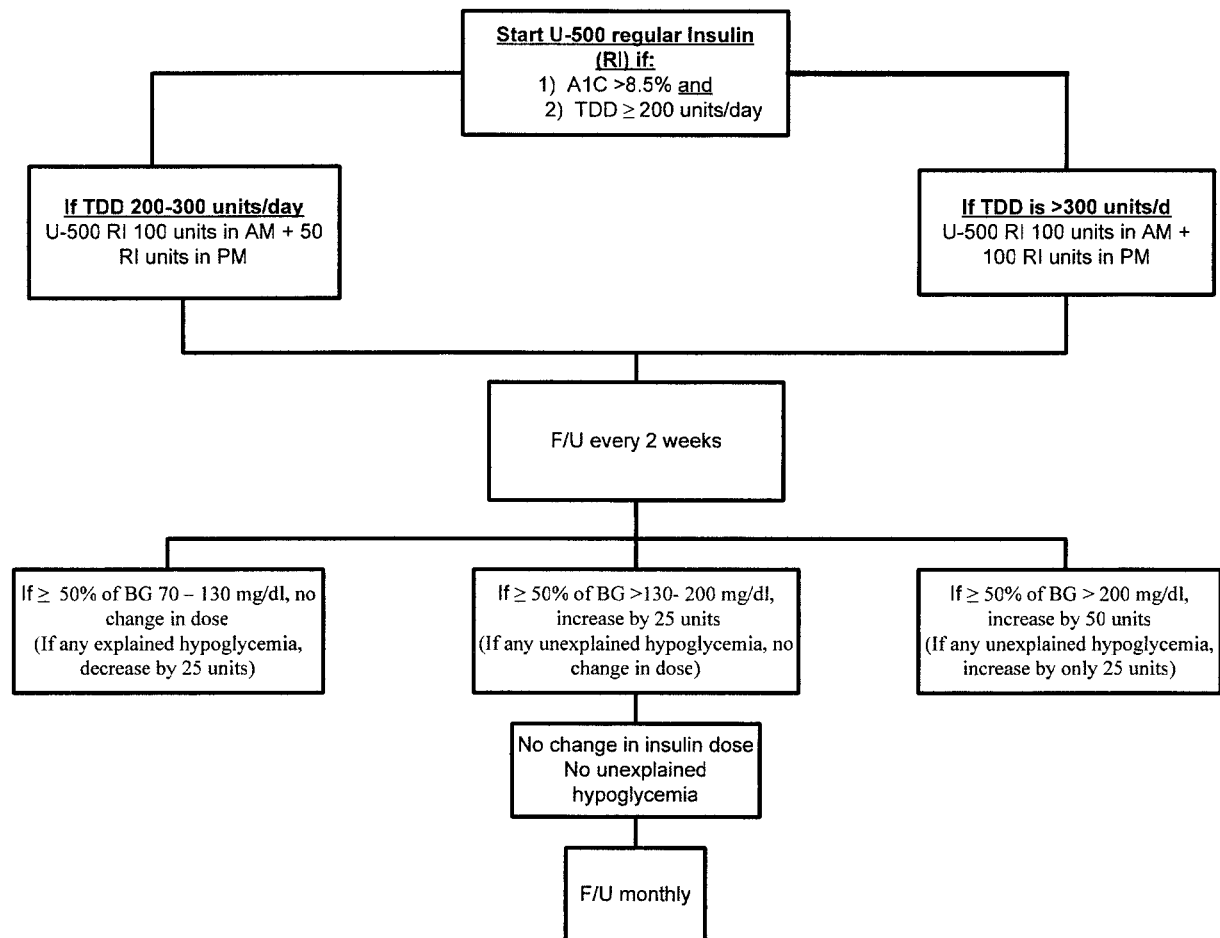 Start U-500 regular Insulin
(RI) if:
1) A1C >8.5% and
2) TDD ≥ 200 units/day
If TDD 200-300 units/day
U-500 RI 100 units in AM + 50
RI units in PM
If TDD is >300 units/d
U-500 RI 100 units in AM +
100 RI units in PM
F/U every 2 weeks
If ≥ 50% of BG 70 – 130 mg/dl, no
change in dose
(If any explained hypoglycemia,
decrease by 25 units)
If ≥ 50% of BG >130- 200 mg/dl,
increase by 25 units
(If any unexplained hypoglycemia, no
change in dose)
If ≥ 50% of BG > 200 mg/dl,
increase by 50 units
(If any unexplained hypoglycemia,
increase by only 25 units)
No change in insulin dose
No unexplained
hypoglycemia
F/U monthly